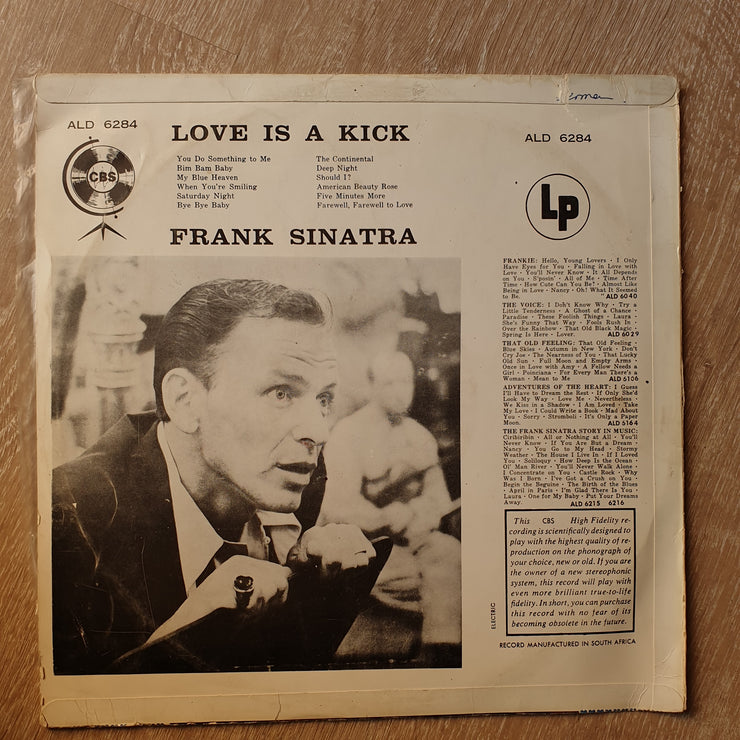 ALD 6284
LOVE IS A KICK
ALD 6284
CBS
You Do Something to Me
Bim Bam Baby
My Blue Heaven
When You're Smiling
Saturday Night
Bye Bye Baby
The Continental
Deep Night
Should I?
American Beauty Rose
Five Minutes More
Farewell, Farewell to Love
Lp
FRANK SINATRA
FRANKIE: Hello, Young Lovers · I Only
Have Eyes for You · Falling in Love with
Love · You'll Never Know · It All Depends
on You · S'posin' · All of Me · Time After
Time · How Cute Can You Be? · Almost Like
Being in Love · Nancy · Oh! What It Seemed
to Be. ALD 6040
THE VOICE: I Don't Know Why · Try a
Little Tenderness · A Ghost of a Chance ·
Paradise · These Foolish Things · Laura ·
She's Funny That Way · Fools Rush In ·
Over the Rainbow · That Old Black Magic ·
Spring Is Here · Lover. ALD 6029
THAT OLD FEELING: That Old Feeling ·
Blue Skies · Autumn in New York · Don't
Cry Joe · The Nearness of You · That Lucky
Old Sun · Full Moon and Empty Arms ·
Once in Love with Amy · A Fellow Needs a
Girl · Poinciana · For Every Man There's a
Woman · Mean to Me ALD 5106
ADVENTURES OF THE HEART: I Guess
I'll Have to Dream the Rest · If Only She'd
Look My Way · Love Me · Nevertheless ·
We Kiss in a Shadow · I Am Loved · Take
My Love · I Could Write a Book · Mad About
You · Sorry · Stromboli · It's Only a Paper
Moon. ALD 5164
THE FRANK SINATRA STORY IN MUSIC:
Ciribiribin · All or Nothing at All · You'll
Never Know · If You Are But a Dream ·
Nancy · You Go to My Head · Stormy
Weather · The House I Live In · If I Loved
You · Soliloquy · How Deep Is the Ocean ·
Ol' Man River · You'll Never Walk Alone ·
I Concentrate on You · Castle Rock · Why
Was I Born · I've Got a Crush on You ·
Begin the Beguine · The Birth of the Blues
· April in Paris · I'm Glad There Is You ·
Laura · One for My Baby · Put Your Dreams
Away. ALD 6215 6216
This CBS High Fidelity re-
cording is scientifically designed to
play with the highest quality of re-
production on the phonograph of
your choice, new or old. If you are
the owner of a new stereophonic
system, this record will play with
even more brilliant true-to-life
fidelity. In short, you can purchase
this record with no fear of its
becoming obsolete in the future.
ELECTRIC
RECORD MANUFACTURED IN SOUTH AFRICA